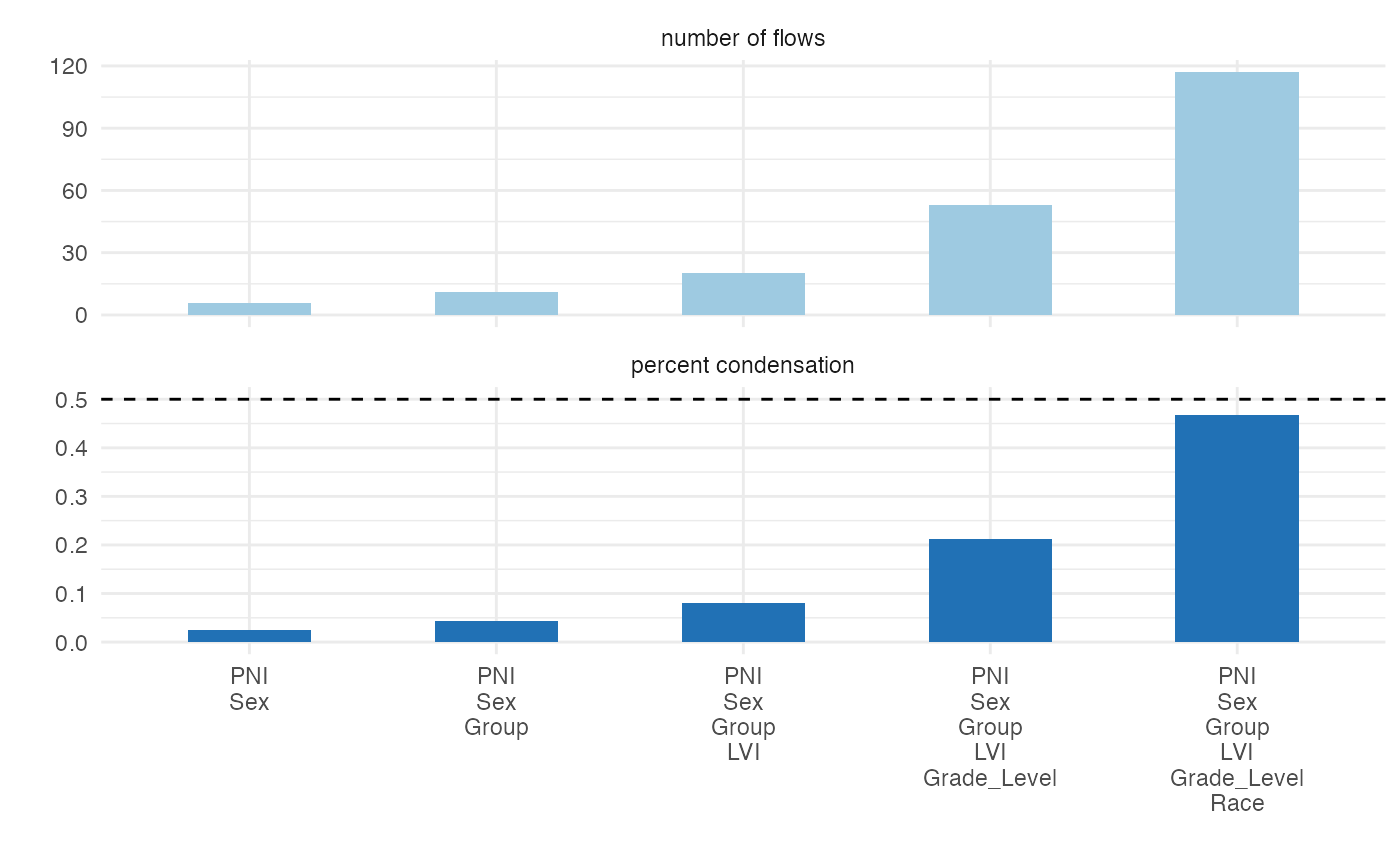 number of flows
120
90
60
30
0
percent condensation
0.5
0.4
0.3
0.2
0.1
0.0
PNI
Sex
PNI
Sex
Group
PNI
Sex
Group
LVI
PNI
Sex
Group
LVI
Grade_Level
PNI
Sex
Group
LVI
Grade_Level
Race